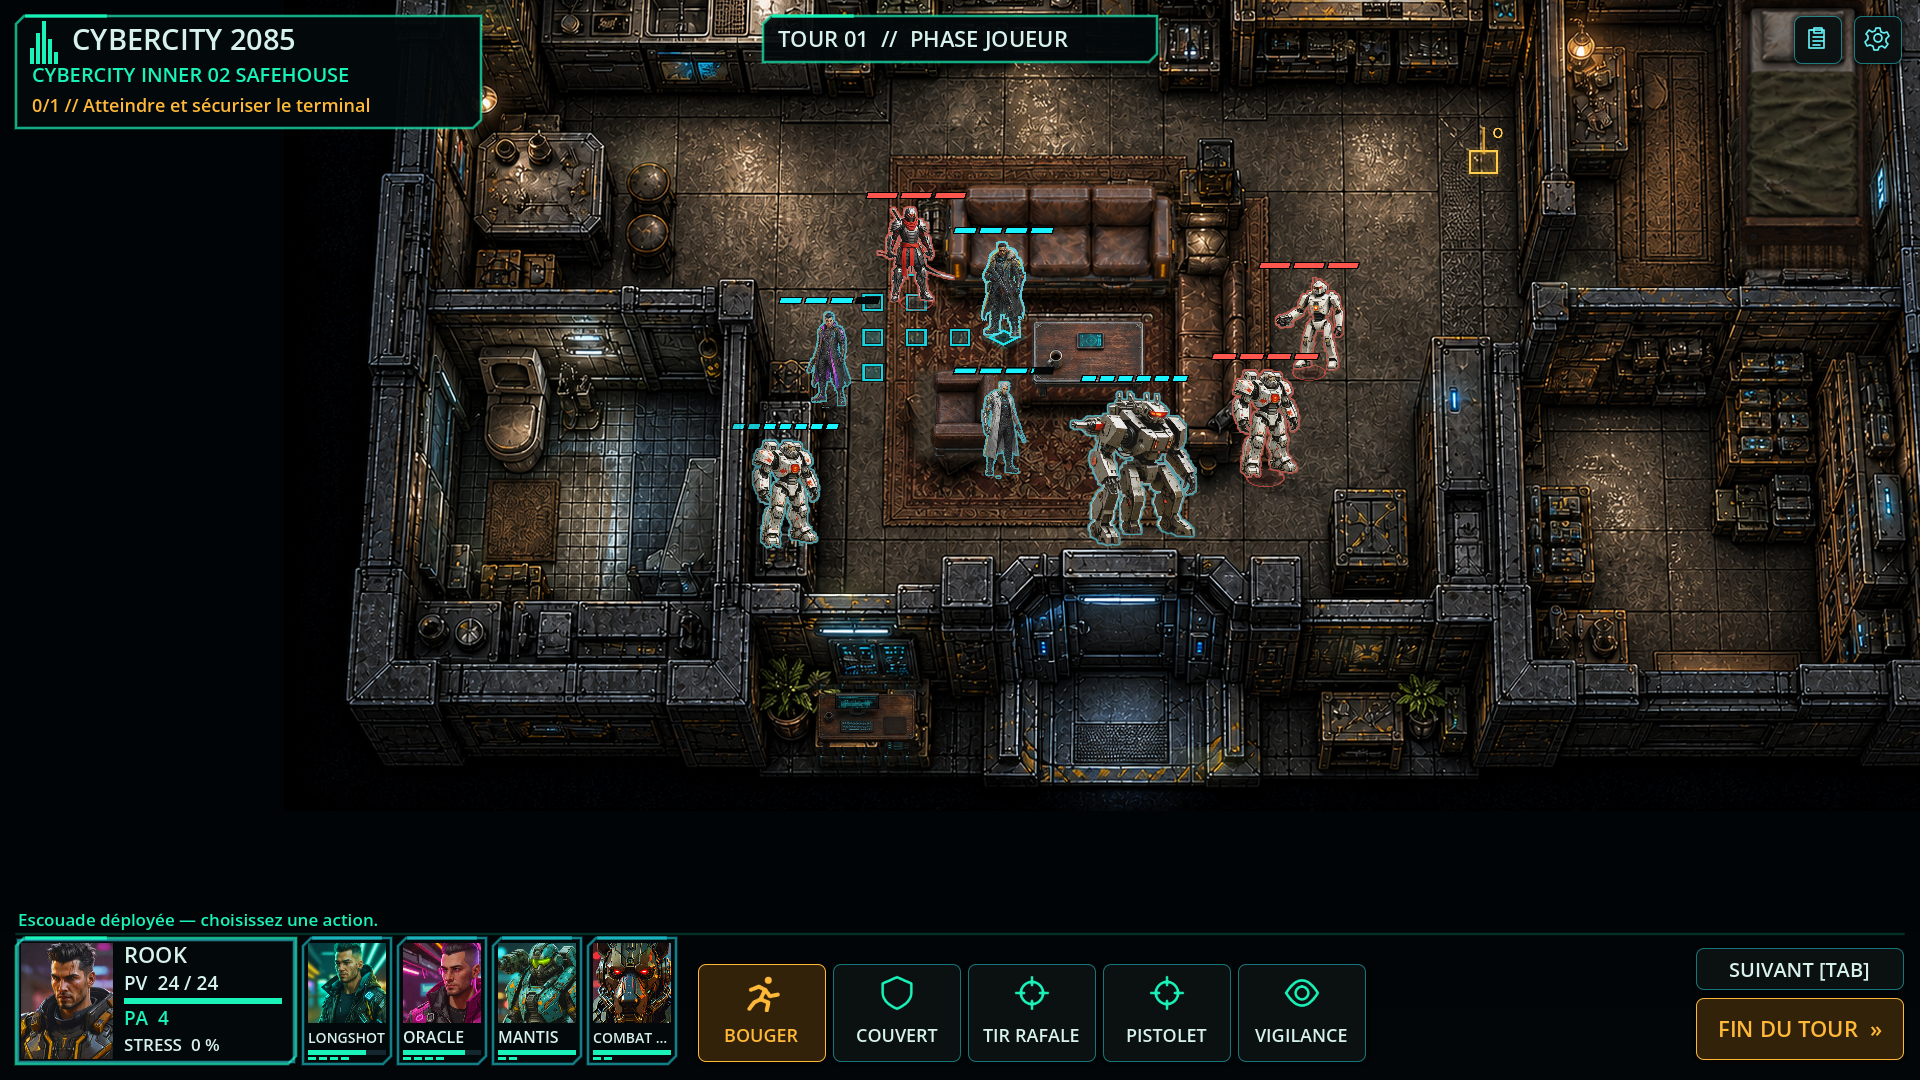 CYBERCITY 2085
CYBERCITY INNER 02 SAFEHOUSE
0/1 // Atteindre et sécuriser le terminal
TOUR 01 // PHASE JOUEUR
O
Escouade déployée — choisissez une action.
ROOK
PV 24 / 24
PA 4
STRESS 0 %
LONGSHOT
ORACLE
MANTIS
COMBAT ...
BOUGER
COUVERT
TIR RAFALE
PISTOLET
VIGILANCE
SUIVANT [TAB]
FIN DU TOUR »